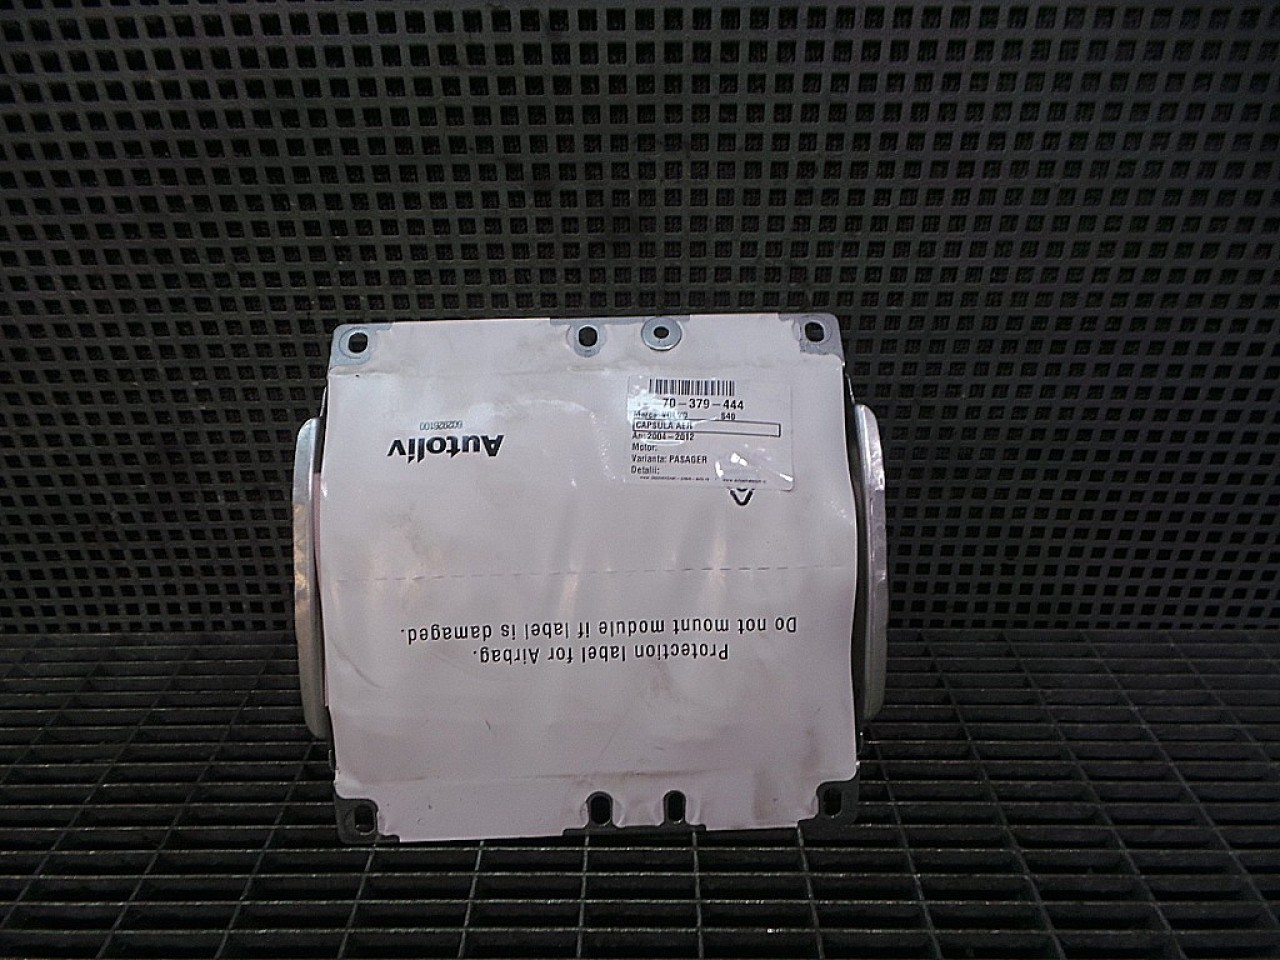 70-379-444
Marca VOLVO S40
CAPSULA AER
An 2004-2012
Motor:
Varianta: PASAGER
Detalii:
Autoliv
602926100
Protection label for Airbag.
Do not mount module if label is damaged.